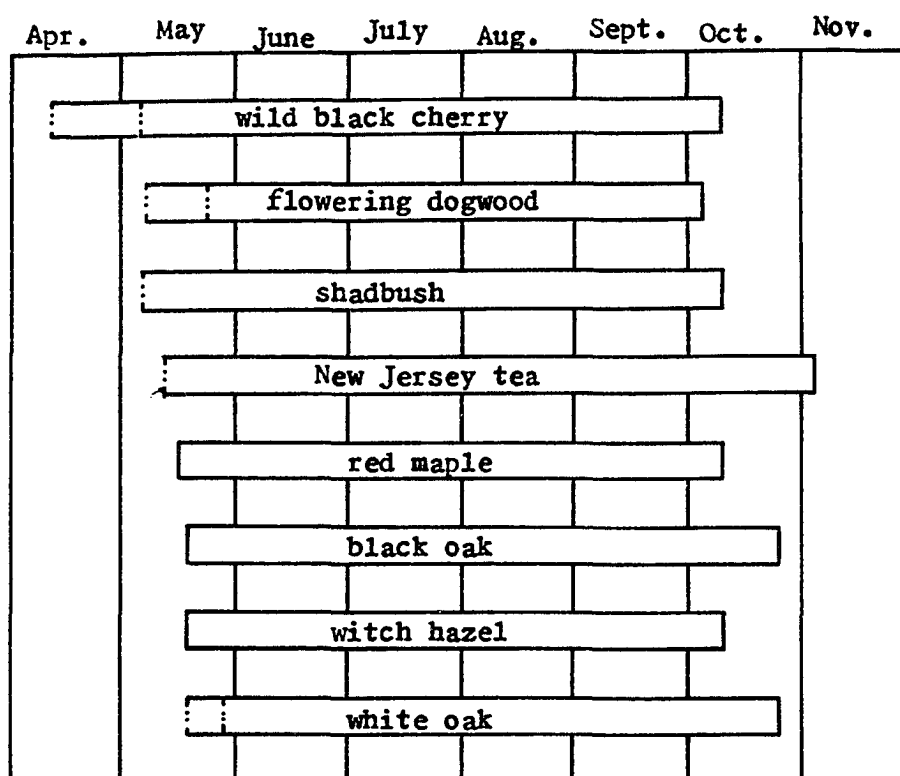 Apr. May June July Aug. Sept. Oct. Nov.
wild black cherry
flowering dogwood
shadbush
New Jersey tea
red maple
black oak
witch hazel
white oak